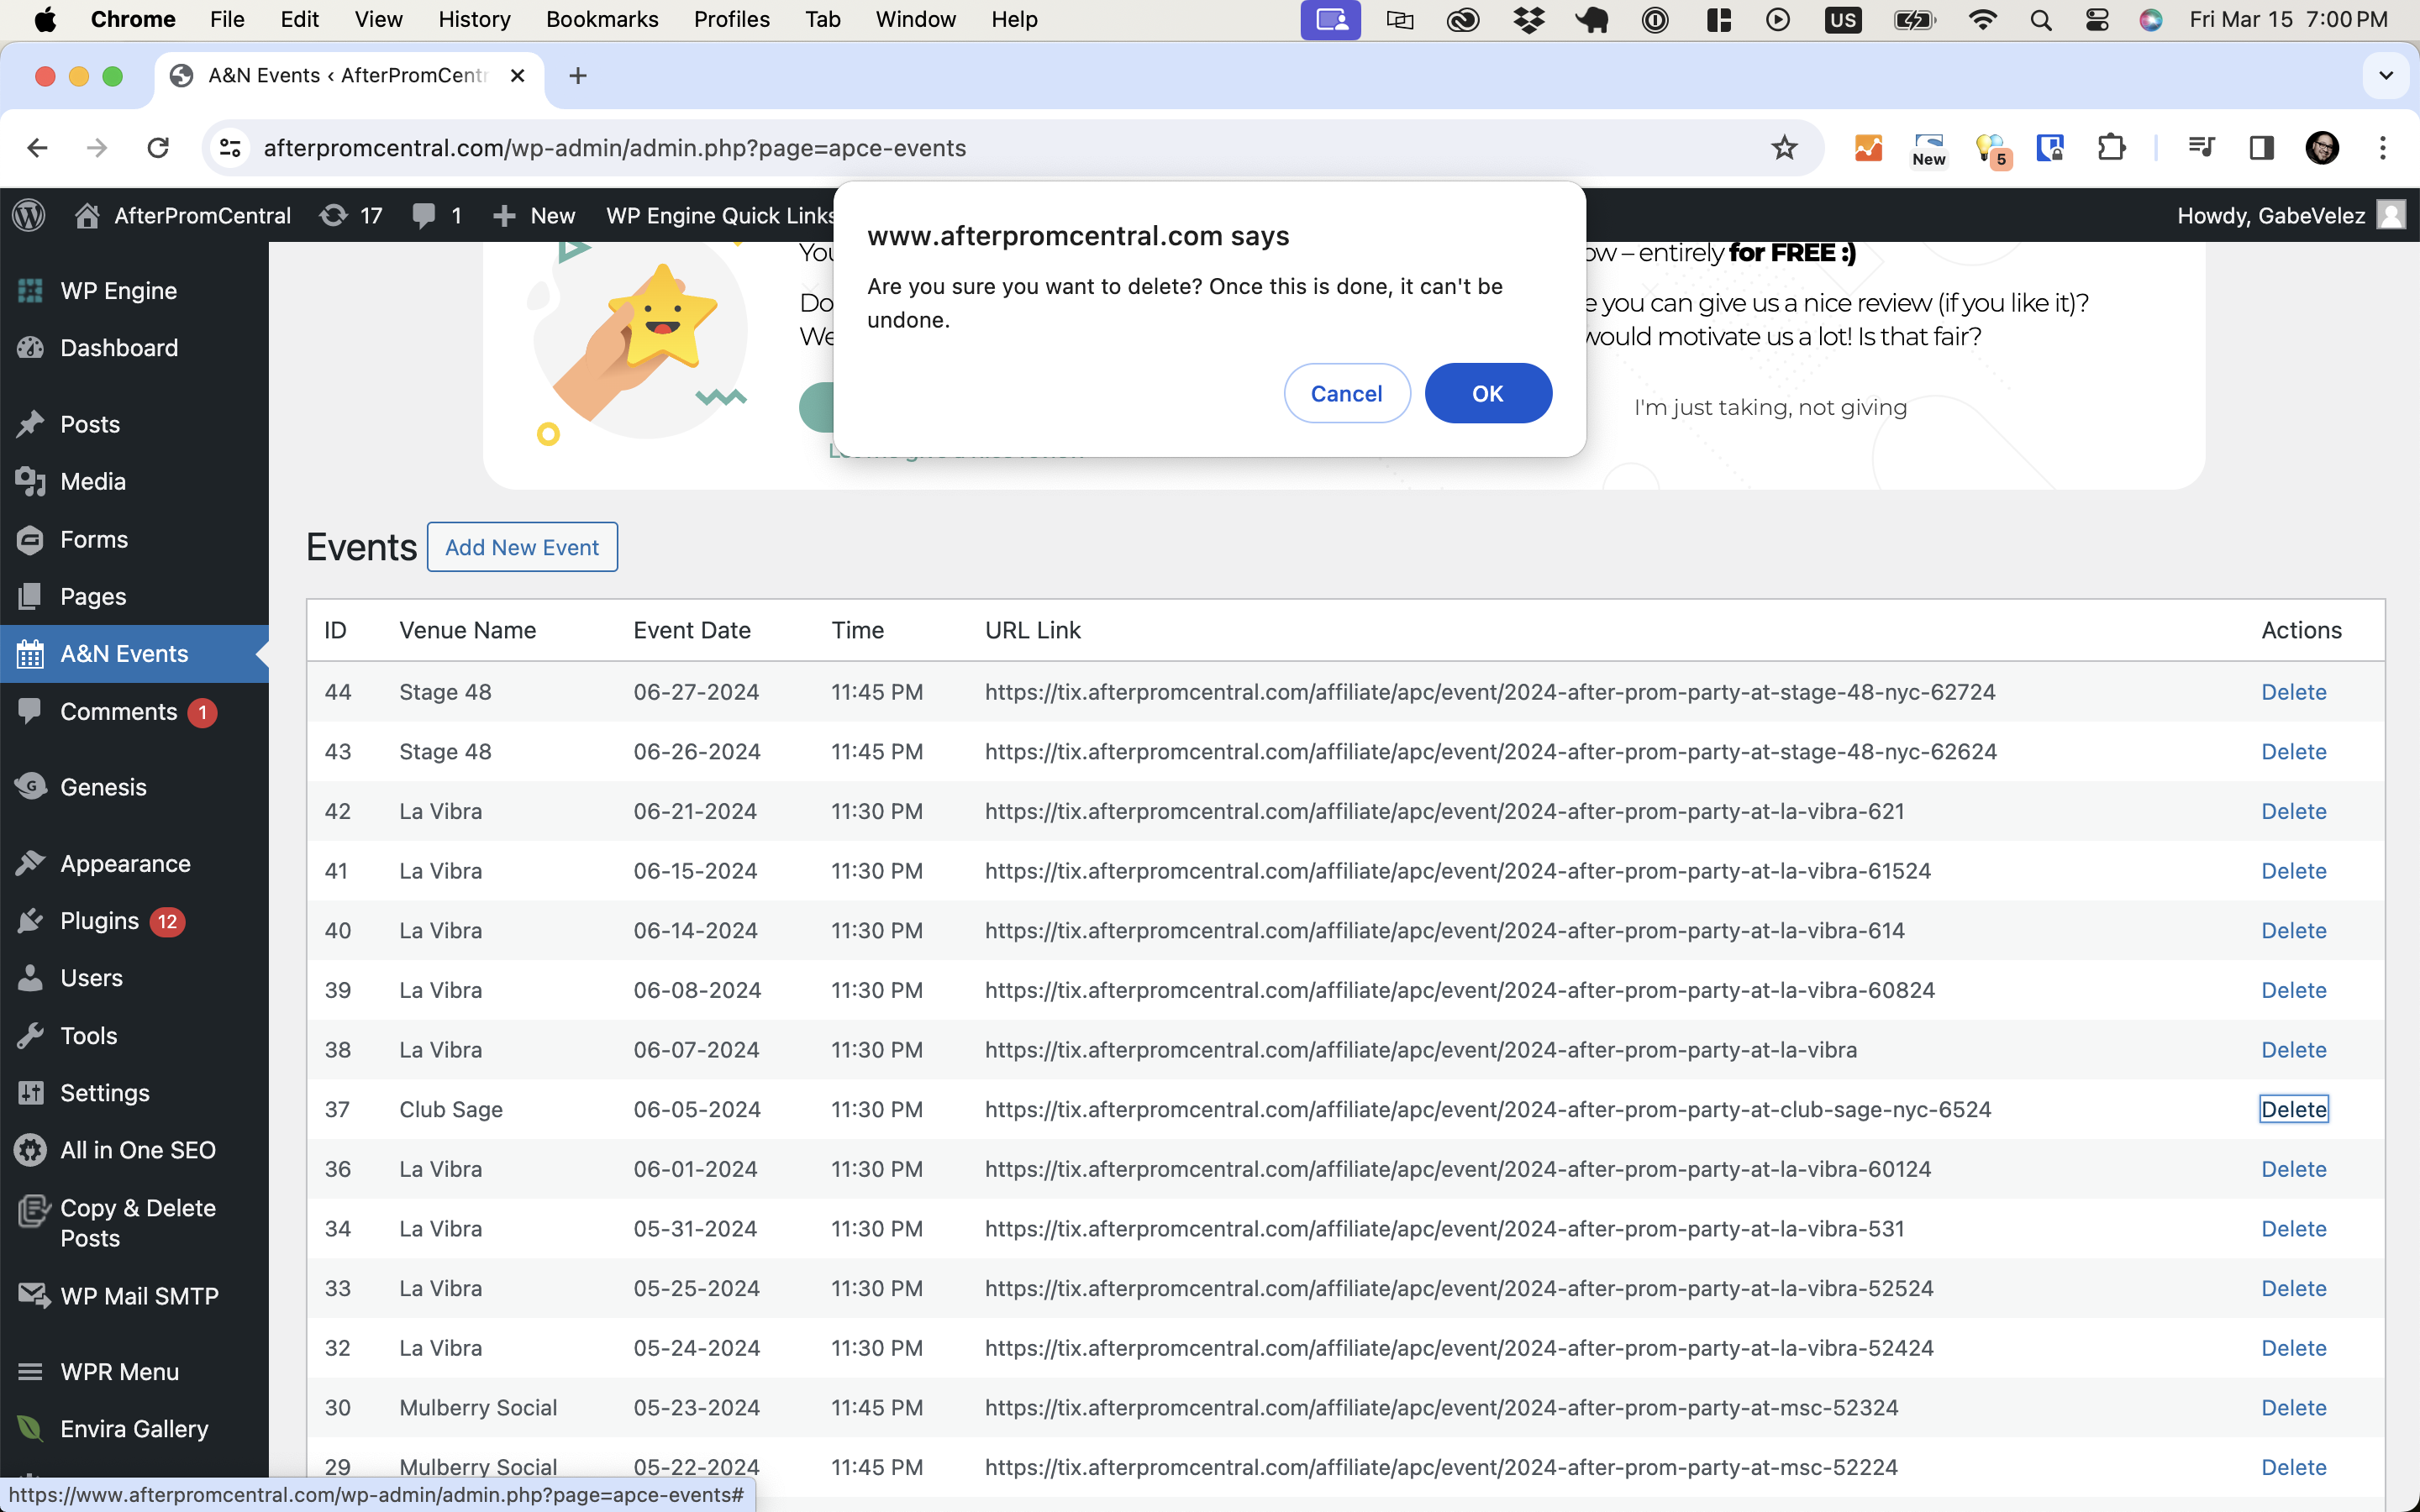 Chrome File Edit View History Bookmarks Profiles Tab Window Help US Fri Mar 15 7:00 PM
A&N Events ‹ AfterPromCentr
afterpromcentral.com/wp-admin/admin.php?page=apce-events New 5
AfterPromCentral 17 1 New WP Engine Quick Links Howdy, GabeVelez
www.afterpromcentral.com says
Are you sure you want to delete? Once this is done, it can't be
undone.
Cancel OK
entirely for FREE :)
you can give us a nice review (if you like it)?
would motivate us a lot! Is that fair?
I'm just taking, not giving
WP Engine
Dashboard
Posts
Media
Forms
Pages
A&N Events
Comments 1
Genesis
Appearance
Plugins 12
Users
Tools
Settings
All in One SEO
Copy & Delete
Posts
WP Mail SMTP
WPR Menu
Envira Gallery
Events Add New Event
ID Venue Name Event Date Time URL Link Actions
44 Stage 48 06-27-2024 11:45 PM https://tix.afterpromcentral.com/affiliate/apc/event/2024-after-prom-party-at-stage-48-nyc-62724 Delete
43 Stage 48 06-26-2024 11:45 PM https://tix.afterpromcentral.com/affiliate/apc/event/2024-after-prom-party-at-stage-48-nyc-62624 Delete
42 La Vibra 06-21-2024 11:30 PM https://tix.afterpromcentral.com/affiliate/apc/event/2024-after-prom-party-at-la-vibra-621 Delete
41 La Vibra 06-15-2024 11:30 PM https://tix.afterpromcentral.com/affiliate/apc/event/2024-after-prom-party-at-la-vibra-61524 Delete
40 La Vibra 06-14-2024 11:30 PM https://tix.afterpromcentral.com/affiliate/apc/event/2024-after-prom-party-at-la-vibra-614 Delete
39 La Vibra 06-08-2024 11:30 PM https://tix.afterpromcentral.com/affiliate/apc/event/2024-after-prom-party-at-la-vibra-60824 Delete
38 La Vibra 06-07-2024 11:30 PM https://tix.afterpromcentral.com/affiliate/apc/event/2024-after-prom-party-at-la-vibra Delete
37 Club Sage 06-05-2024 11:30 PM https://tix.afterpromcentral.com/affiliate/apc/event/2024-after-prom-party-at-club-sage-nyc-6524 Delete
36 La Vibra 06-01-2024 11:30 PM https://tix.afterpromcentral.com/affiliate/apc/event/2024-after-prom-party-at-la-vibra-60124 Delete
34 La Vibra 05-31-2024 11:30 PM https://tix.afterpromcentral.com/affiliate/apc/event/2024-after-prom-party-at-la-vibra-531 Delete
33 La Vibra 05-25-2024 11:30 PM https://tix.afterpromcentral.com/affiliate/apc/event/2024-after-prom-party-at-la-vibra-52524 Delete
32 La Vibra 05-24-2024 11:30 PM https://tix.afterpromcentral.com/affiliate/apc/event/2024-after-prom-party-at-la-vibra-52424 Delete
30 Mulberry Social 05-23-2024 11:45 PM https://tix.afterpromcentral.com/affiliate/apc/event/2024-after-prom-party-at-msc-52324 Delete
29 Mulberry Social 05-22-2024 11:45 PM https://tix.afterpromcentral.com/affiliate/apc/event/2024-after-prom-party-at-msc-52224 Delete
https://www.afterpromcentral.com/wp-admin/admin.php?page=apce-events#